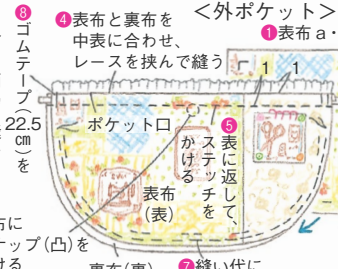 <外ポケット>
❶表布a・
❹表布と裏布を
中表に合わせ、
レースを挟んで縫う
❽ゴムテープ(22.5
cm)を
1
1
ポケット口
❺表に返して、
ステッチを
かける
表布
(表)
布に
ナップ(凸)を
ける
裏布(裏)
❼縫い代に